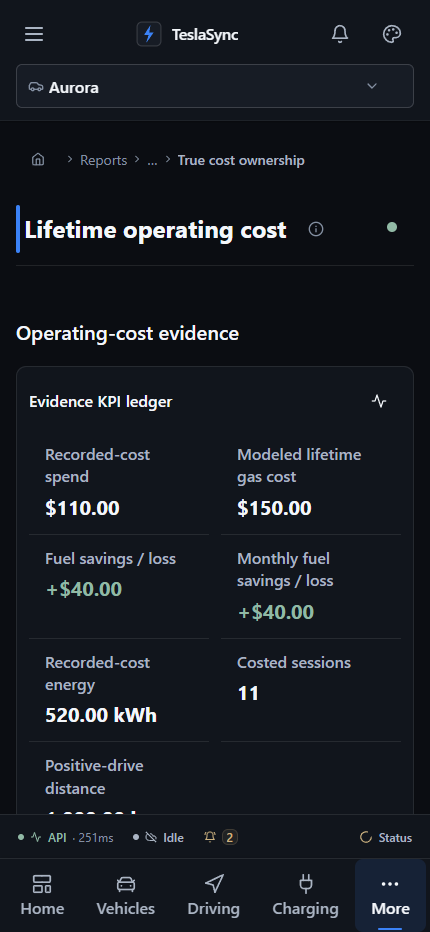 TeslaSync
Aurora
Reports ... True cost ownership
Lifetime operating cost
Operating-cost evidence
Evidence KPI ledger
Recorded-cost
spend
$110.00
Modeled lifetime
gas cost
$150.00
Fuel savings / loss
+$40.00
Monthly fuel
savings / loss
+$40.00
Recorded-cost
energy
520.00 kWh
Costed sessions
11
Positive-drive
distance
API · 251ms
Idle
2
Status
Home
Vehicles
Driving
Charging
More